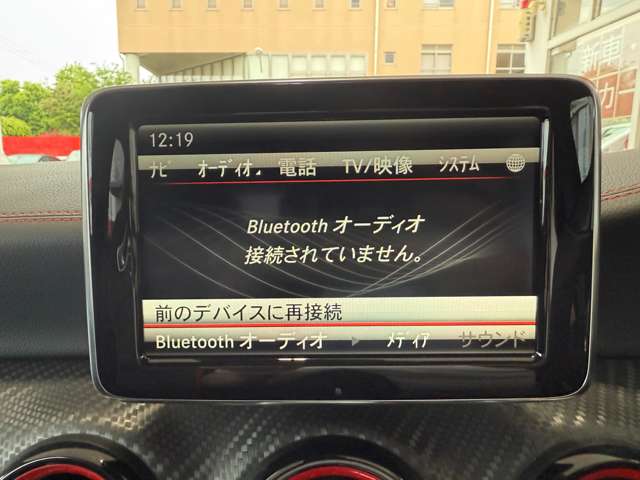 12:19
ナビ オーディオ 電話 TV/映像 システム
Bluetooth オーディオ
接続されていません。
前のデバイスに再接続
Bluetooth オーディオ ▶ メディア サウンド
新車
力